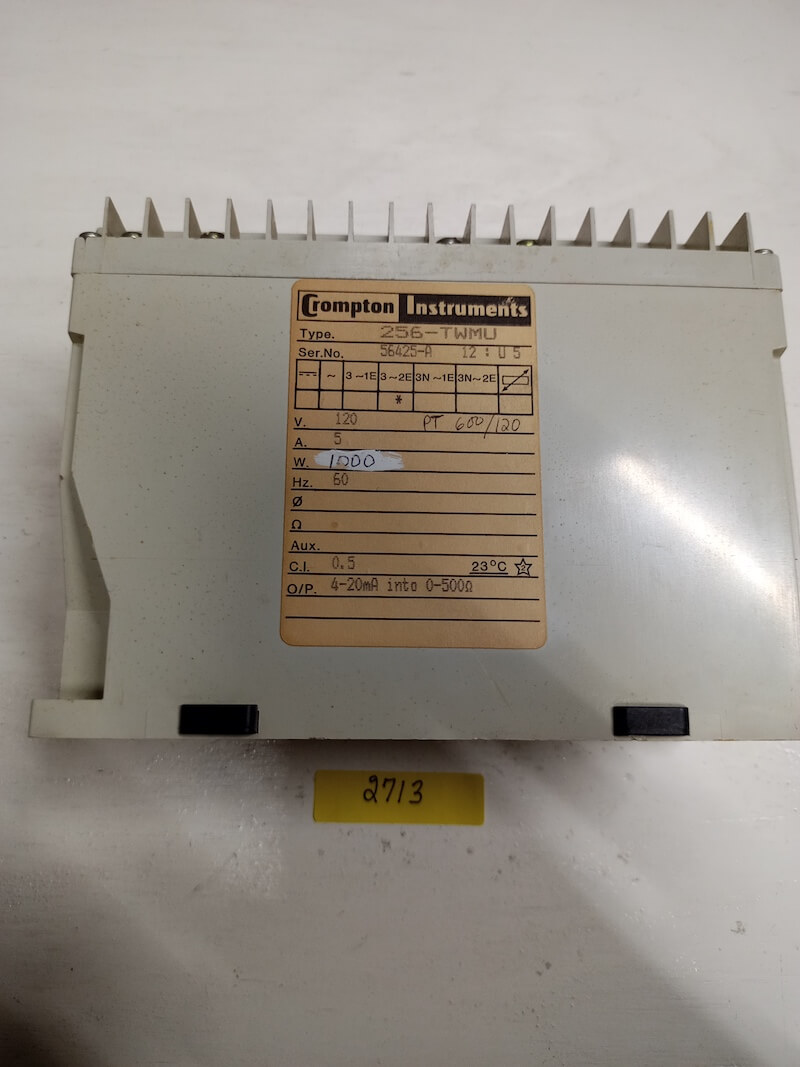 Crompton Instruments
Type. 256-TWMU
Ser.No. 56425-A 12 : U 5
~ 3~1E 3~2E 3N~1E 3N~2E
*
V. 120 PT 600/120
A. 5
W. 1000
Hz. 60
Ø
Ω
Aux.
C.I. 0.5 23°C 2
O/P. 4-20mA into 0-500Ω
2713